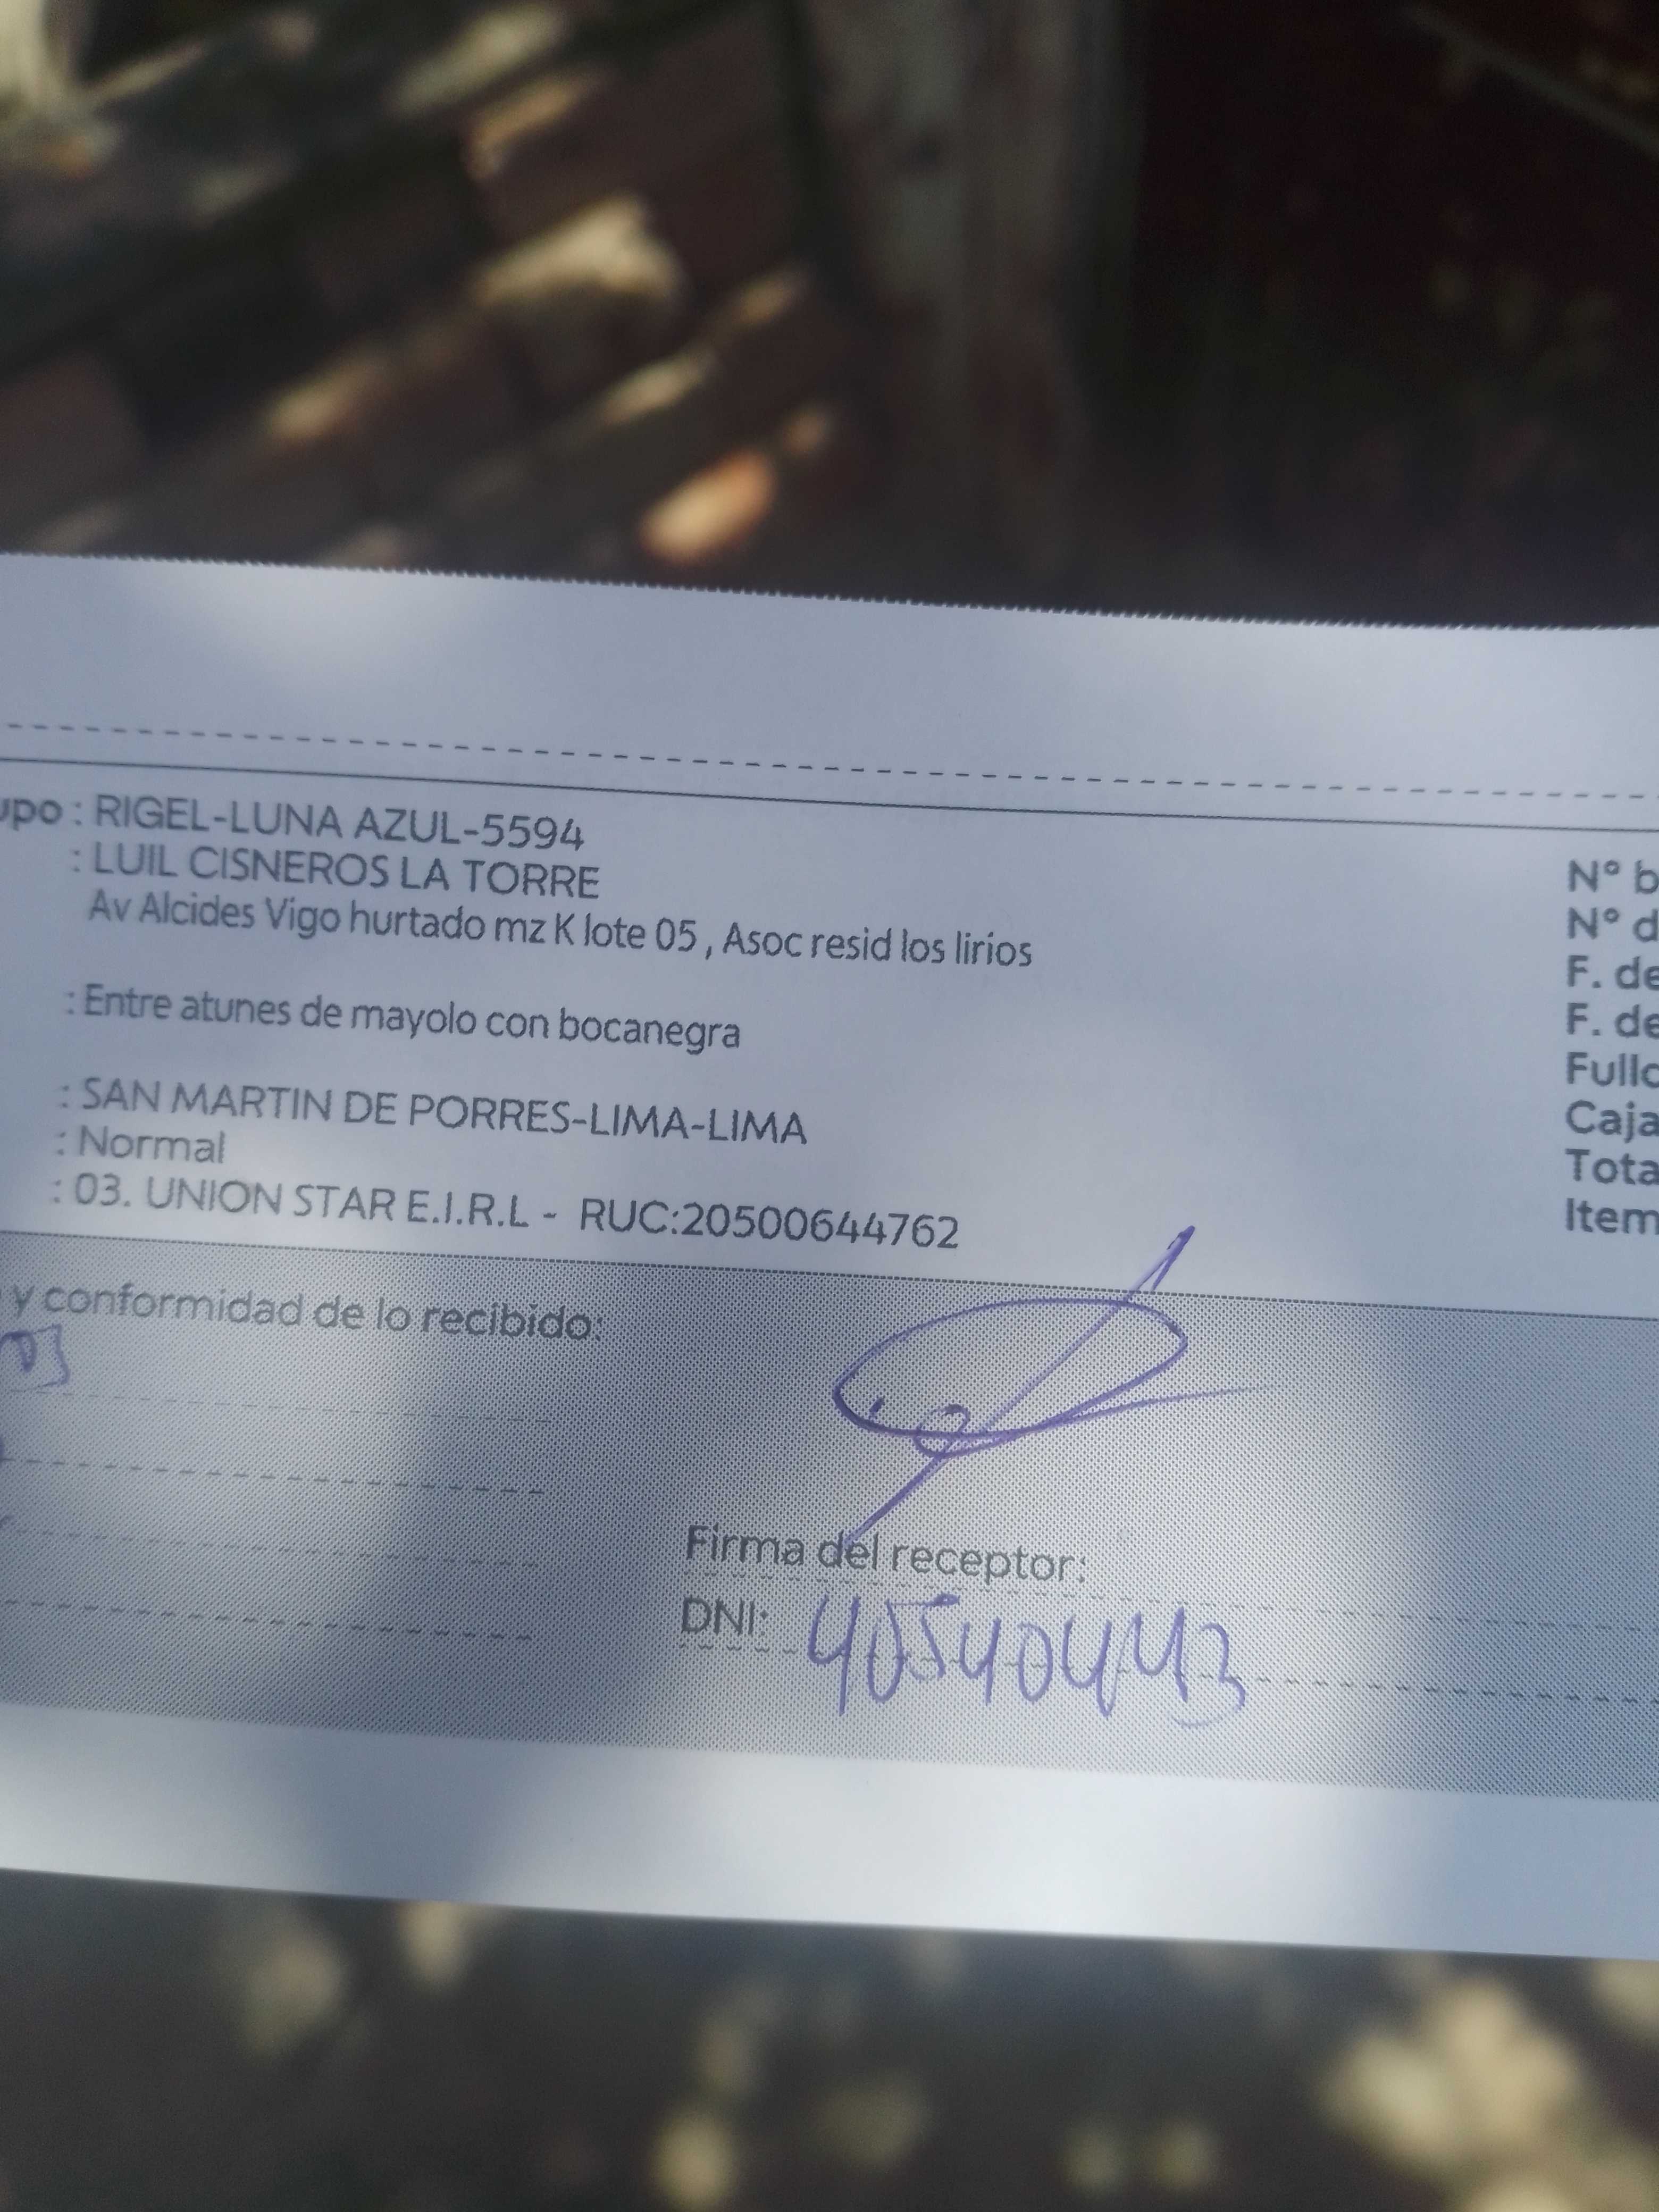 upo : RIGEL-LUNA AZUL-5594
: LUIL CISNEROS LA TORRE
Av Alcides Vigo hurtado mz K lote 05 , Asoc resid los lirios
: Entre atunes de mayolo con bocanegra
: SAN MARTIN DE PORRES-LIMA-LIMA
: Normal
: 03. UNION STAR E.I.R.L - RUC:20500644762
N° b
N° d
F. de
F. de
Fullc
Caja
Tota
Item
y conformidad de lo recibido:
Firma del receptor:
DNI: 40540443